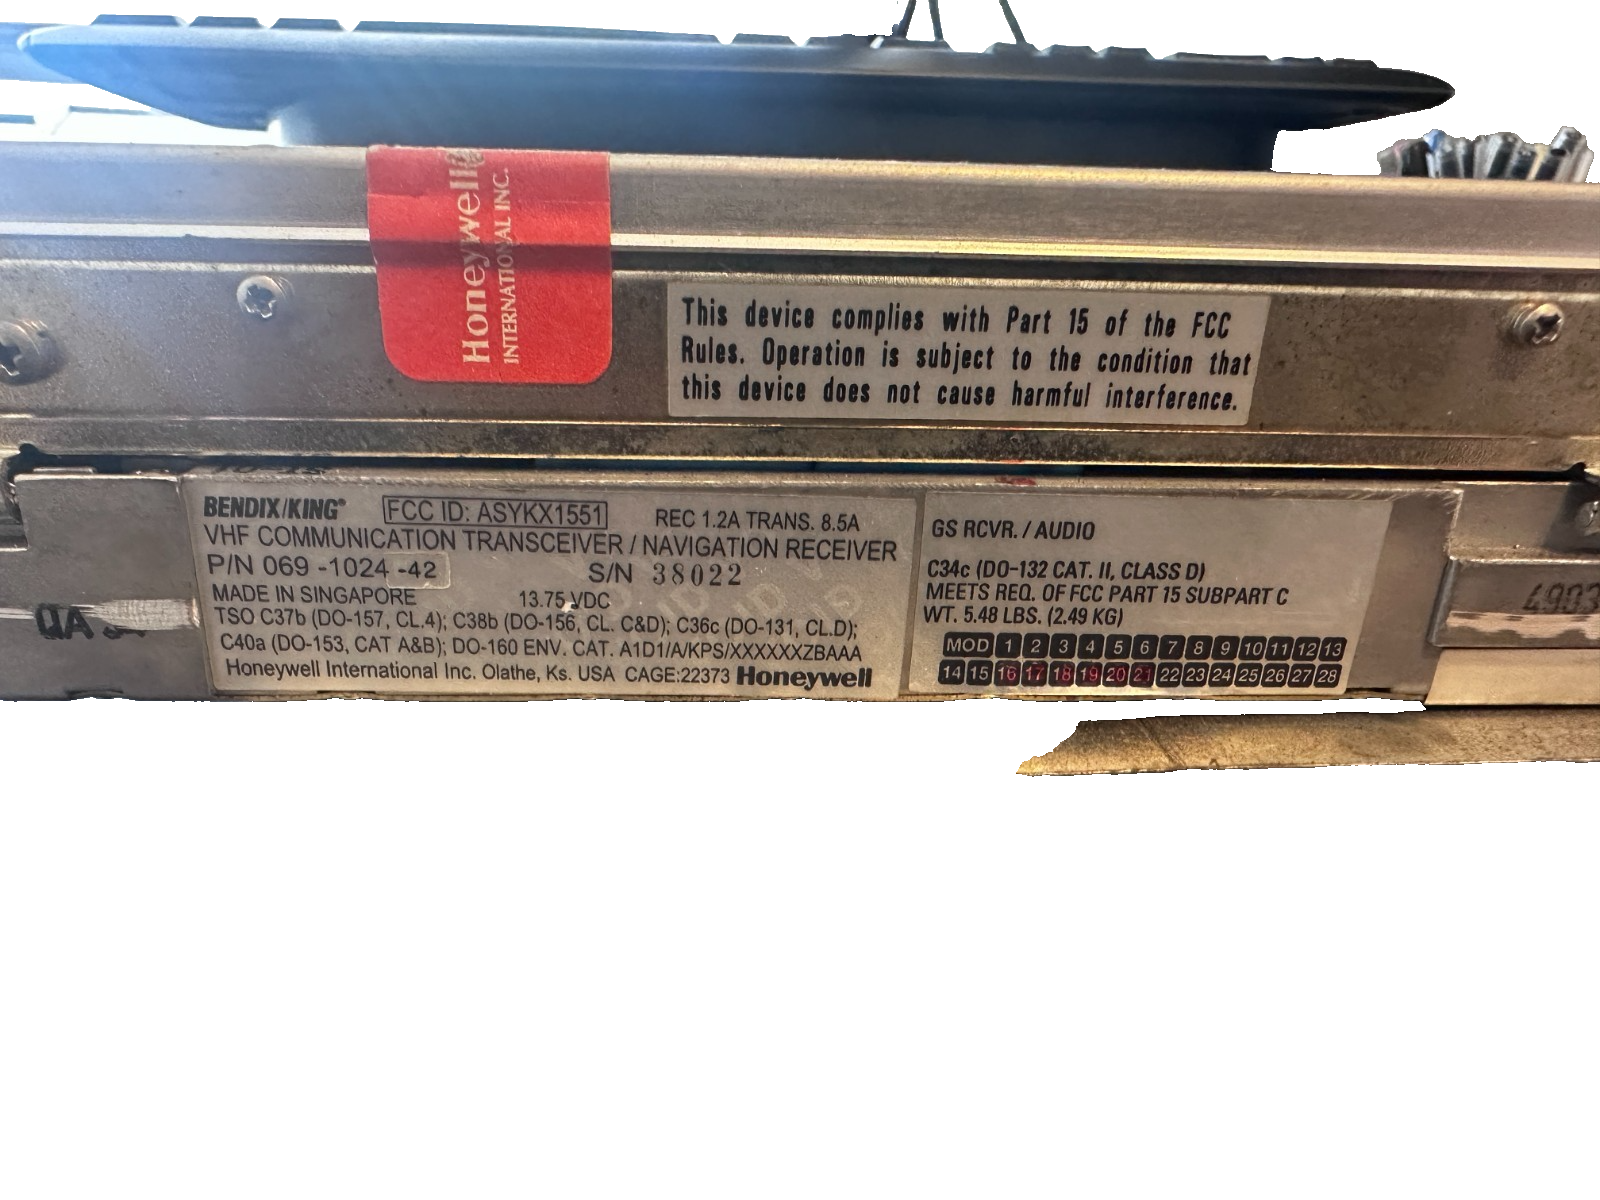 Honeywell
INTERNATIONAL INC.
This device complies with Part 15 of the FCC
Rules. Operation is subject to the condition that
this device does not cause harmful interference.
BENDIX/KING®
FCC ID: ASYKX1551
REC 1.2A TRANS. 8.5A
VHF COMMUNICATION TRANSCEIVER / NAVIGATION RECEIVER
P/N 069 -1024 -42
S/N 38022
MADE IN SINGAPORE
13.75 VDC
TSO C37b (DO-157, CL.4); C38b (DO-156, CL. C&D); C36c (DO-131, CL.D);
C40a (DO-153, CAT A&B); DO-160 ENV. CAT. A1D1/A/KPS/XXXXXXZBAAA
Honeywell International Inc. Olathe, Ks. USA CAGE:22373 Honeywell
GS RCVR. / AUDIO
C34c (DO-132 CAT. II, CLASS D)
MEETS REQ. OF FCC PART 15 SUBPART C
WT. 5.48 LBS. (2.49 KG)
MOD 1 2 3 4 5 6 7 8 9 10 11 12 13
14 15 16 17 18 19 20 21 22 23 24 25 26 27 28
QA
4903